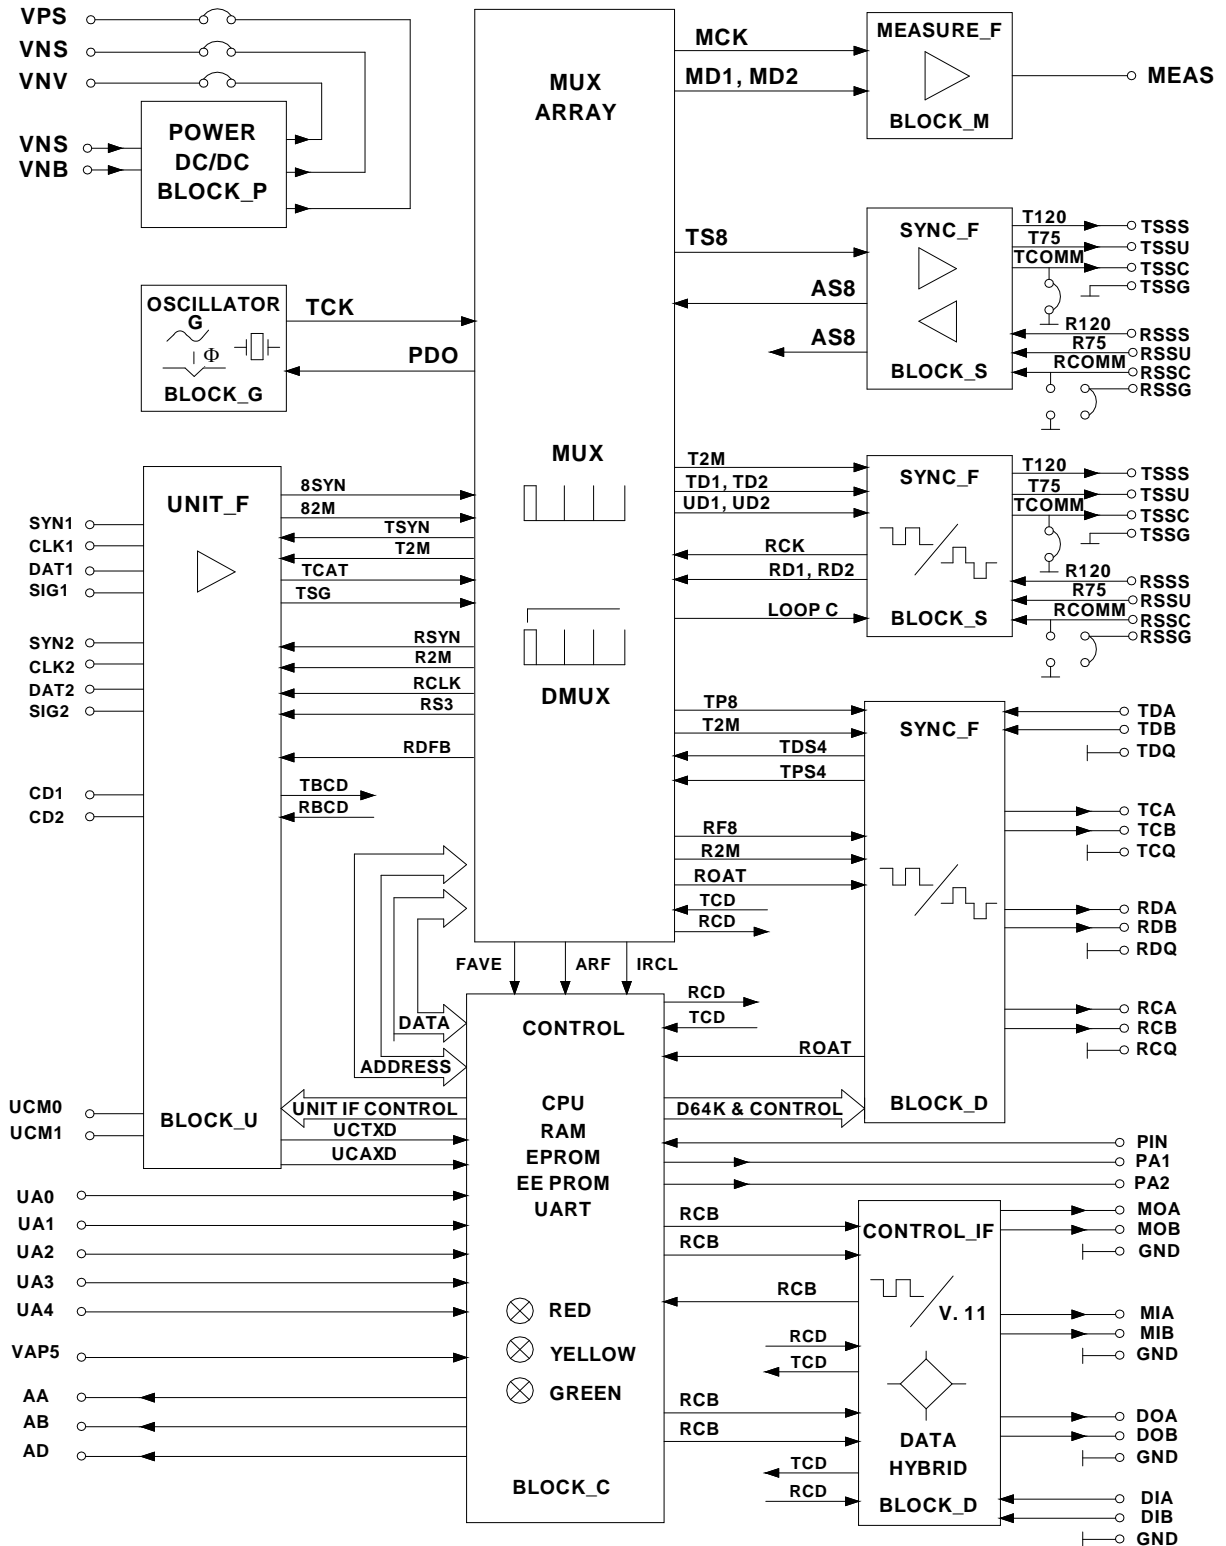 VPS
VNS
VNV
VNS
VNB
POWER
DC/DC
BLOCK_P
OSCILLATOR
G
Φ
BLOCK_G
TCK
PDO
MUX
ARRAY
MUX
DMUX
MCK
MD1, MD2
MEASURE_F
BLOCK_M
MEAS
TS8
AS8
AS8
SYNC_F
BLOCK_S
T120
T75
TCOMM
R120
R75
RCOMM
TSSS
TSSU
TSSC
TSSG
RSSS
RSSU
RSSC
RSSG
T2M
TD1, TD2
UD1, UD2
RCK
RD1, RD2
LOOP C
SYNC_F
BLOCK_S
T120
T75
TCOMM
R120
R75
RCOMM
TSSS
TSSU
TSSC
TSSG
RSSS
RSSU
RSSC
RSSG
SYN1
CLK1
DAT1
SIG1
SYN2
CLK2
DAT2
SIG2
CD1
CD2
UCM0
UCM1
UNIT_F
BLOCK_U
8SYN
82M
TSYN
T2M
TCAT
TSG
RSYN
R2M
RCLK
RS3
RDFB
TBCD
RBCD
DATA
ADDRESS
UNIT IF CONTROL
UCTXD
UCAXD
TP8
T2M
TDS4
TPS4
RF8
R2M
ROAT
TCD
RCD
SYNC_F
BLOCK_D
TDA
TDB
TDQ
TCA
TCB
TCQ
RDA
RDB
RDQ
RCA
RCB
RCQ
FAVE
ARF
IRCL
RCD
TCD
ROAT
D64K & CONTROL
CONTROL
CPU
RAM
EPROM
EE PROM
UART
RED
YELLOW
GREEN
BLOCK_C
UA0
UA1
UA2
UA3
UA4
VAP5
AA
AB
AD
PIN
PA1
PA2
RCB
RCB
RCB
RCD
TCD
RCB
RCB
TCD
RCD
CONTROL_IF
V. 11
DATA
HYBRID
BLOCK_D
MOA
MOB
GND
MIA
MIB
GND
DOA
DOB
GND
DIA
DIB
GND